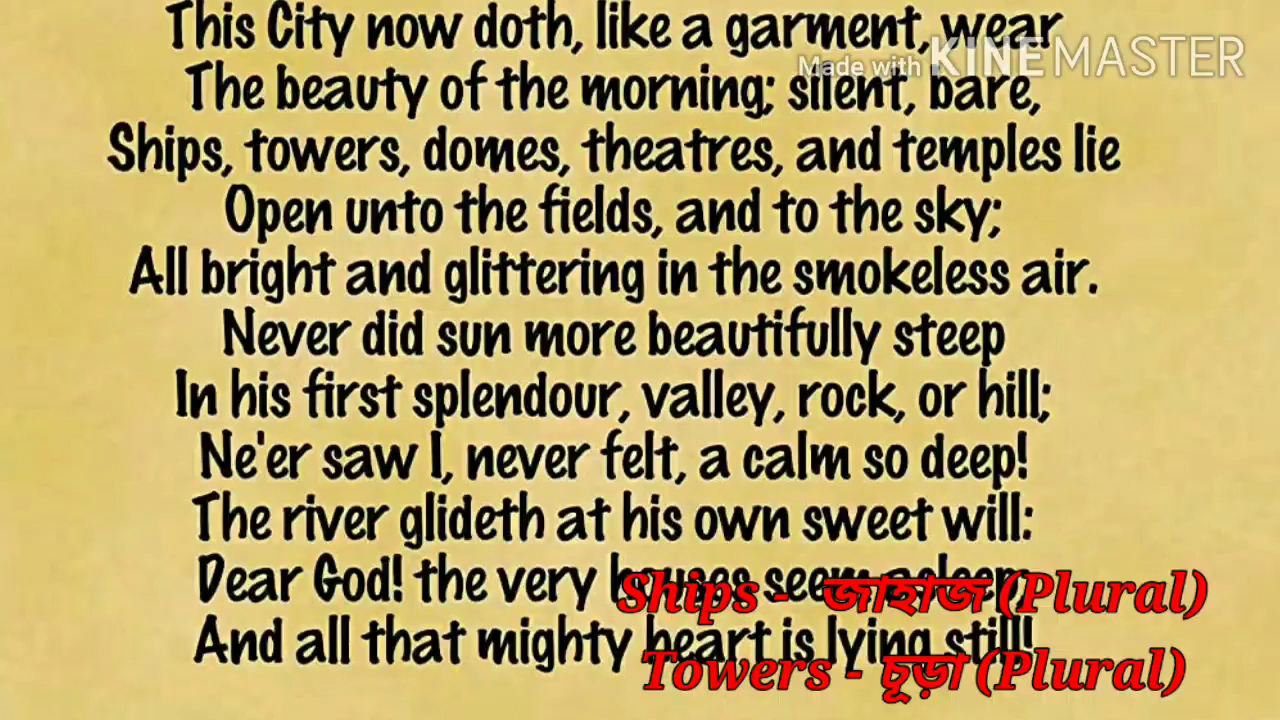 This City now doth, like a garment, wear
Made with KINEMASTER
The beauty of the morning; silent, bare,
Ships, towers, domes, theatres, and temples lie
Open unto the fields, and to the sky;
All bright and glittering in the smokeless air.
Never did sun more beautifully steep
In his first splendour, valley, rock, or hill;
Ne'er saw I, never felt, a calm so deep!
The river glideth at his own sweet will:
Dear God! the very houses seem asleep;
Ships - জাহাজ (Plural)
And all that mighty heart is lying still!
Towers - চূড়া (Plural)